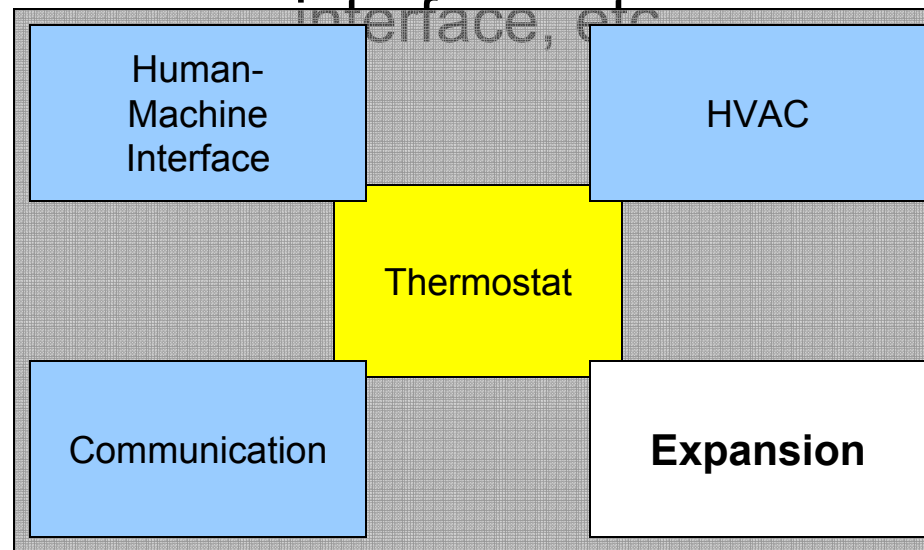 interface, etc
Human-
Machine
Interface
HVAC
Thermostat
Communication
Expansion